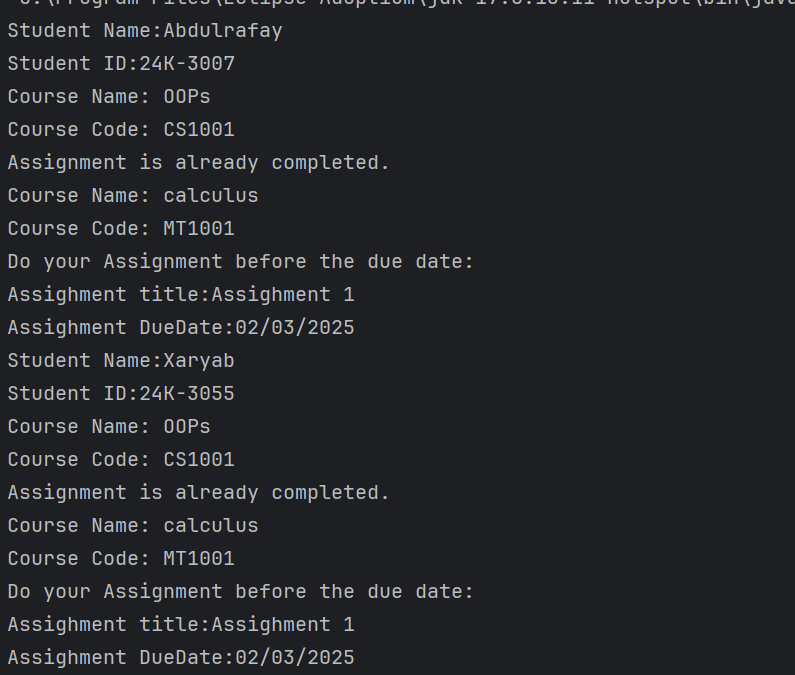 Student Name:Abdulrafay
Student ID:24K-3007
Course Name: OOPs
Course Code: CS1001
Assignment is already completed.
Course Name: calculus
Course Code: MT1001
Do your Assignment before the due date:
Assighment title:Assighment 1
Assighment DueDate:02/03/2025
Student Name:Xaryab
Student ID:24K-3055
Course Name: OOPs
Course Code: CS1001
Assignment is already completed.
Course Name: calculus
Course Code: MT1001
Do your Assignment before the due date:
Assighment title:Assighment 1
Assighment DueDate:02/03/2025